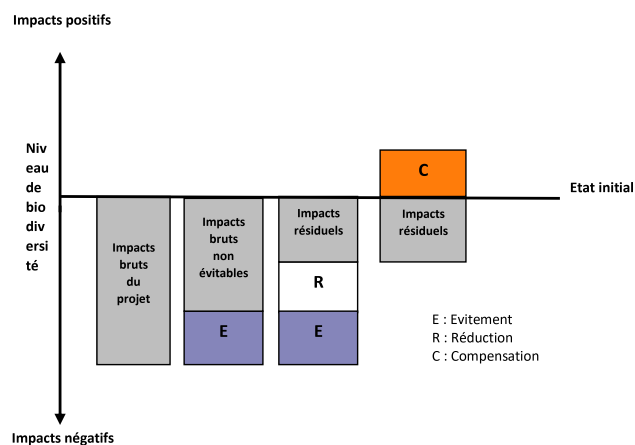 Impacts positifs
Niv
eau
de
bio
div
ersi
té
Impacts
bruts
du
projet
Impacts
bruts
non
évitables
E
Impacts
résiduels
R
E
C
Impacts
résiduels
Etat initial
E : Evitement
R : Réduction
C : Compensation
Impacts négatifs